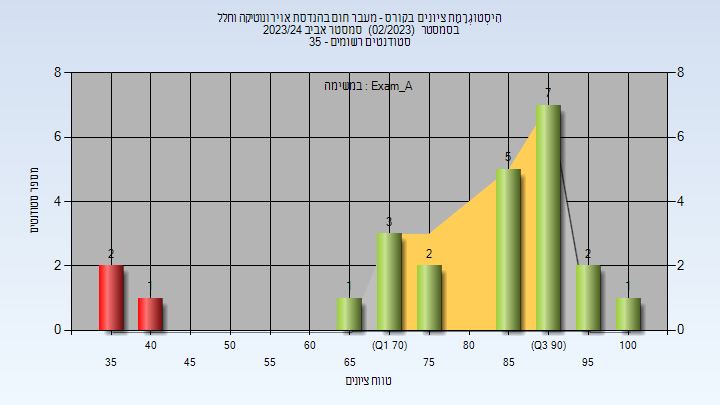 היסטוגרמת ציונים בקורס - מעבר חום בהנדסת אוירונוטיקה וחלל
בסמסטר (02/2023) סמסטר אביב 2023/24
סטודנטים רשומים - 35
במשימה : Exam_A
מספר סטודנטים
8 8
6 6
4 4
2 2
0 0
2 1 1 3 2 5 7 2 1
40 50 60 (Q1 70) 80 (Q3 90) 100
35 45 55 65 75 85 95
טווח ציונים